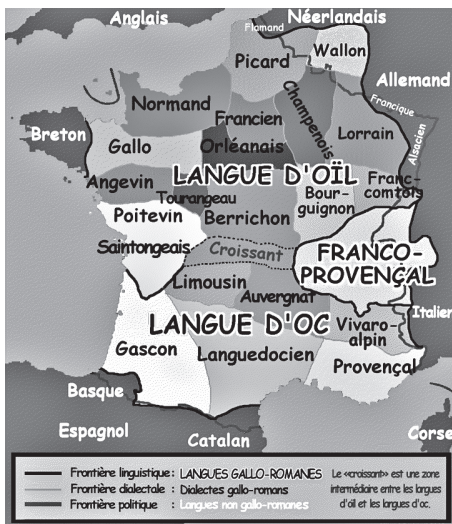 Anglais
Néerlandais
Flamand
Wallon
Picard
Allemand
Francique
Normand
Francien
Champenois
Lorrain
Alsacien
Breton
Gallo
Orléanais
LANGUE D'OÏL
Angevin
Tourangeau
Bour-
guignon
Franc-
comtois
Poitevin
Berrichon
Saintongeais
Croissant
FRANCO-
PROVENÇAL
Limousin
Auvergnat
Italien
LANGUE D'OC
Vivaro-
alpin
Gascon
Languedocien
Provençal
Basque
Espagnol
Catalan
Corse
Frontière linguistique : LANGUES GALLO-ROMANES
Frontière dialectale : Dialectes gallo-romans
Frontière politique : Langues non gallo-romanes
Le «croissant» est une zone
intermédiaire entre les langues
d'oïl et les langues d'oc.